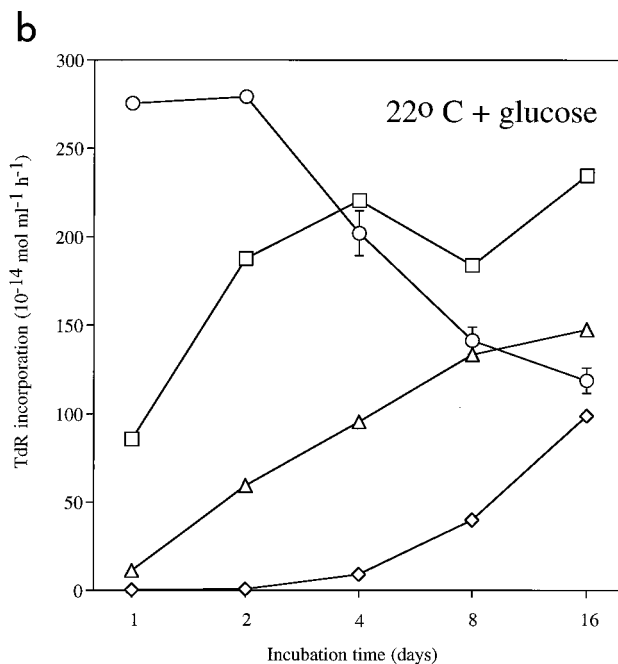 b
22º C + glucose
TdR incorporation (10⁻¹⁴ mol ml⁻¹ h⁻¹)
300
250
200
150
100
50
0
1 2 4 8 16
Incubation time (days)